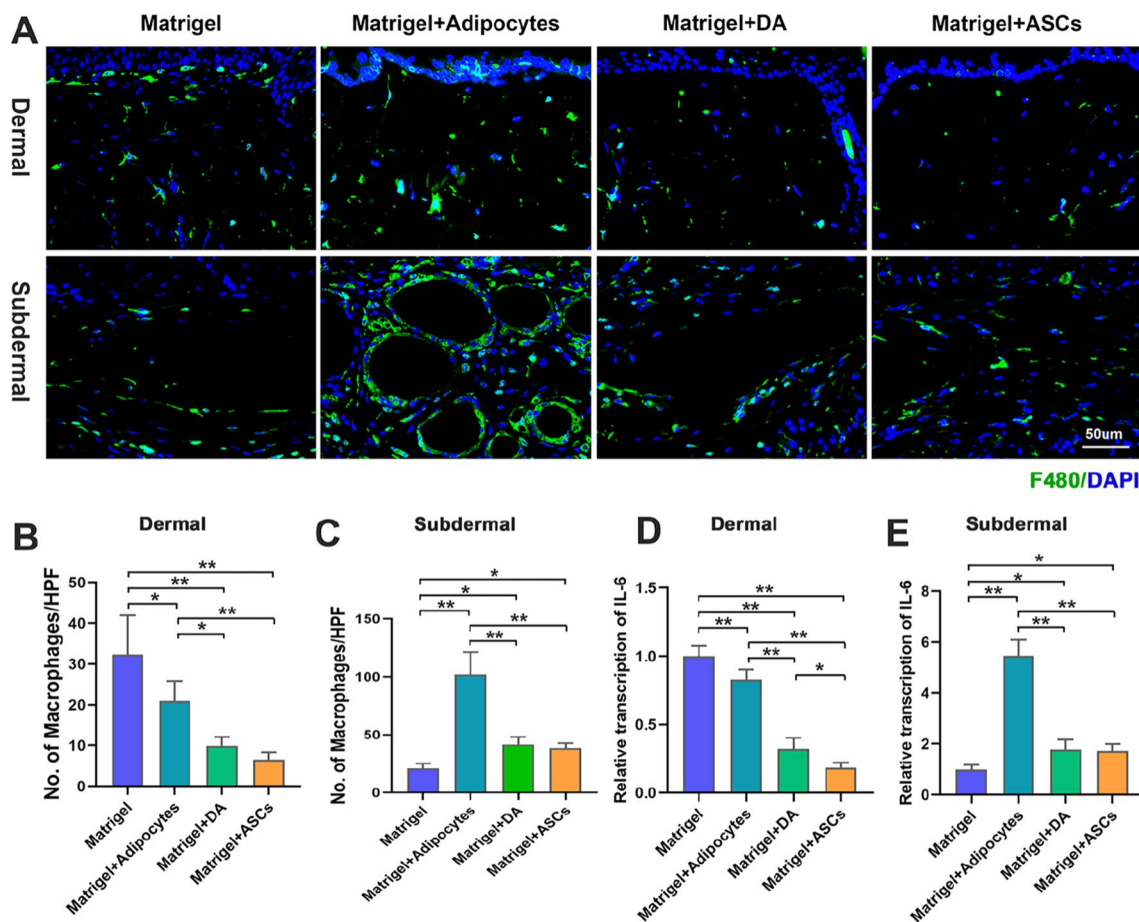 A
Matrigel
Matrigel+Adipocytes
Matrigel+DA
Matrigel+ASCs
Dermal
Subdermal
50um
F480/DAPI
B
Dermal
No. of Macrophages/HPF
50
40
30
20
10
0
**
**
*
**
*
Matrigel
Matrigel+Adipocytes
Matrigel+DA
Matrigel+ASCs
C
Subdermal
No. of Macrophages/HPF
150
100
50
0
*
*
**
**
**
Matrigel
Matrigel+Adipocytes
Matrigel+DA
Matrigel+ASCs
D
Dermal
Relative transcription of IL-6
1.5
1.0
0.5
0.0
**
**
**
**
**
*
Matrigel
Matrigel+Adipocytes
Matrigel+DA
Matrigel+ASCs
E
Subdermal
Relative transcription of IL-6
8
6
4
2
0
*
*
**
**
**
Matrigel
Matrigel+Adipocytes
Matrigel+DA
Matrigel+ASCs